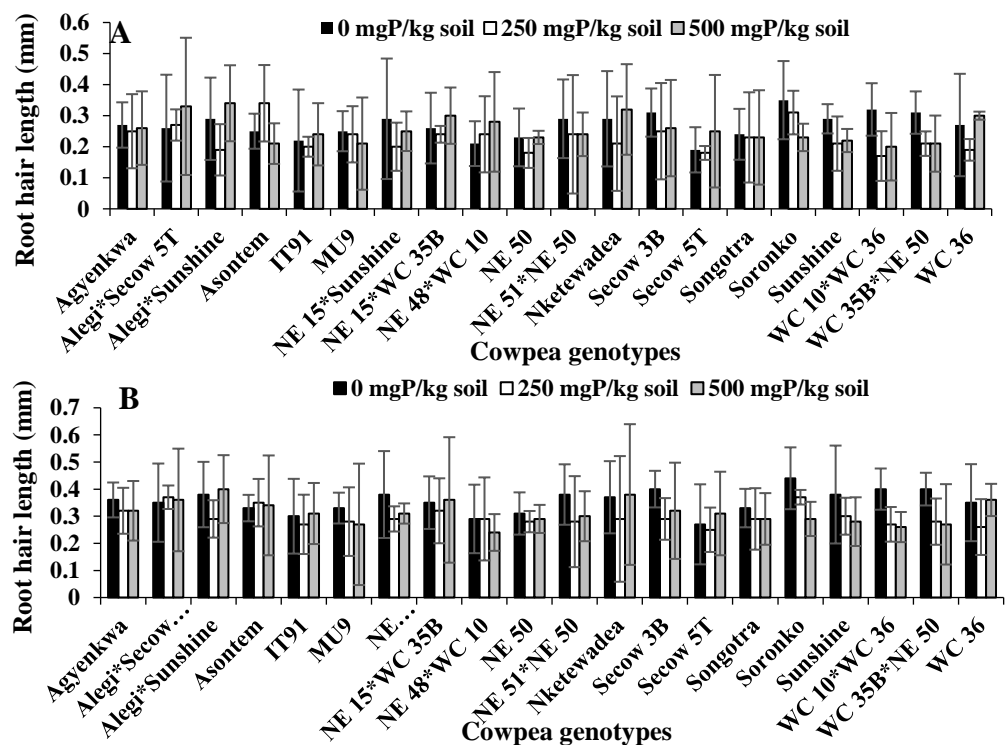 A
0 mgP/kg soil 250 mgP/kg soil 500 mgP/kg soil
Root hair length (mm)
0.6
0.5
0.4
0.3
0.2
0.1
0
Agyenkwa
Alegi*Secow 5T
Alegi*Sunshine
Asontem
IT91
MU9
NE 15*Sunshine
NE 15*WC 35B
NE 48*WC 10
NE 50
NE 51*NE 50
Nketewadea
Secow 3B
Secow 5T
Songotra
Soronko
Sunshine
WC 10*WC 36
WC 35B*NE 50
WC 36
Cowpea genotypes
B
0 mgP/kg soil 250 mgP/kg soil 500 mgP/kg soil
Root hair length (mm)
0.7
0.6
0.5
0.4
0.3
0.2
0.1
0
Agyenkwa
Alegi*Secow…
Alegi*Sunshine
Asontem
IT91
MU9
NE…
NE 15*WC 35B
NE 48*WC 10
NE 50
NE 51*NE 50
Nketewadea
Secow 3B
Secow 5T
Songotra
Soronko
Sunshine
WC 10*WC 36
WC 35B*NE 50
WC 36
Cowpea genotypes